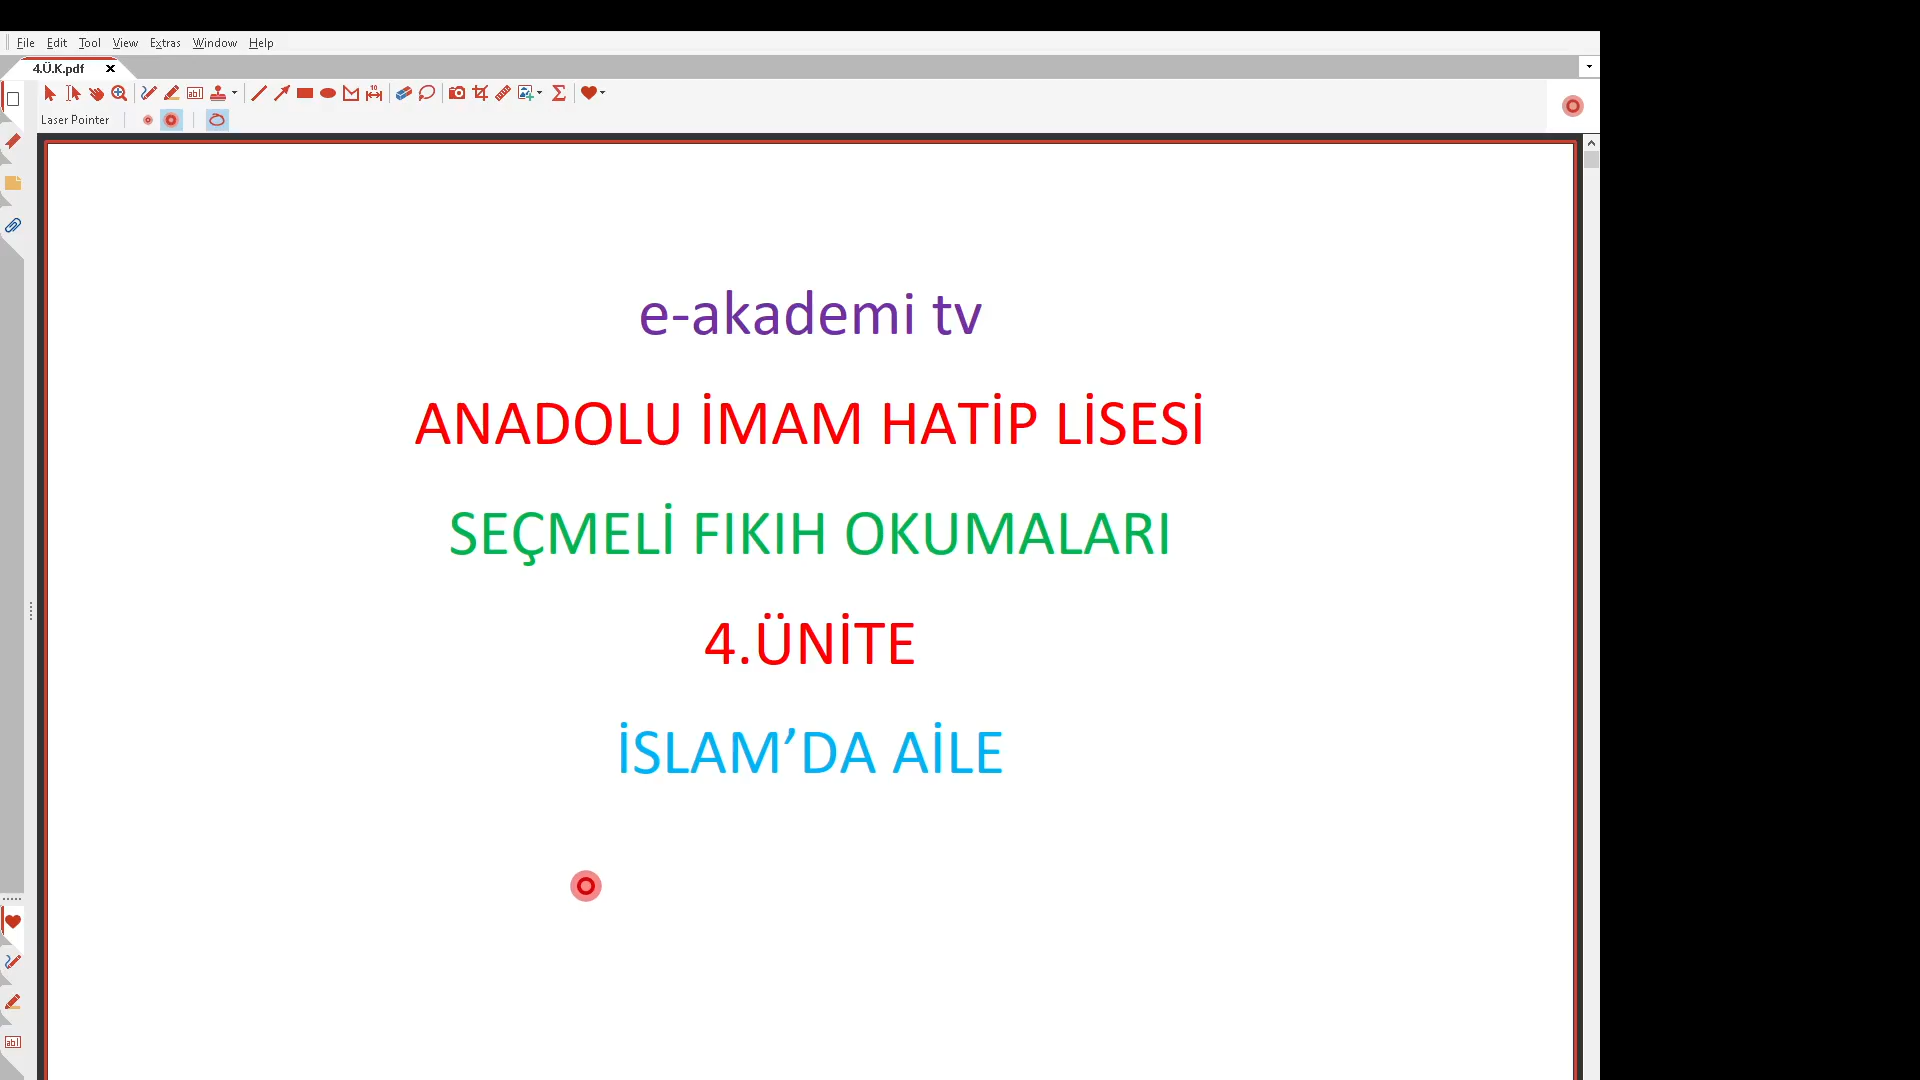 File Edit Tool View Extras Window Help
4.Ü.K.pdf
Laser Pointer
e-akademi tv
ANADOLU İMAM HATİP LİSESİ
SEÇMELİ FIKIH OKUMALARI
4.ÜNİTE
İSLAM’DA AİLE